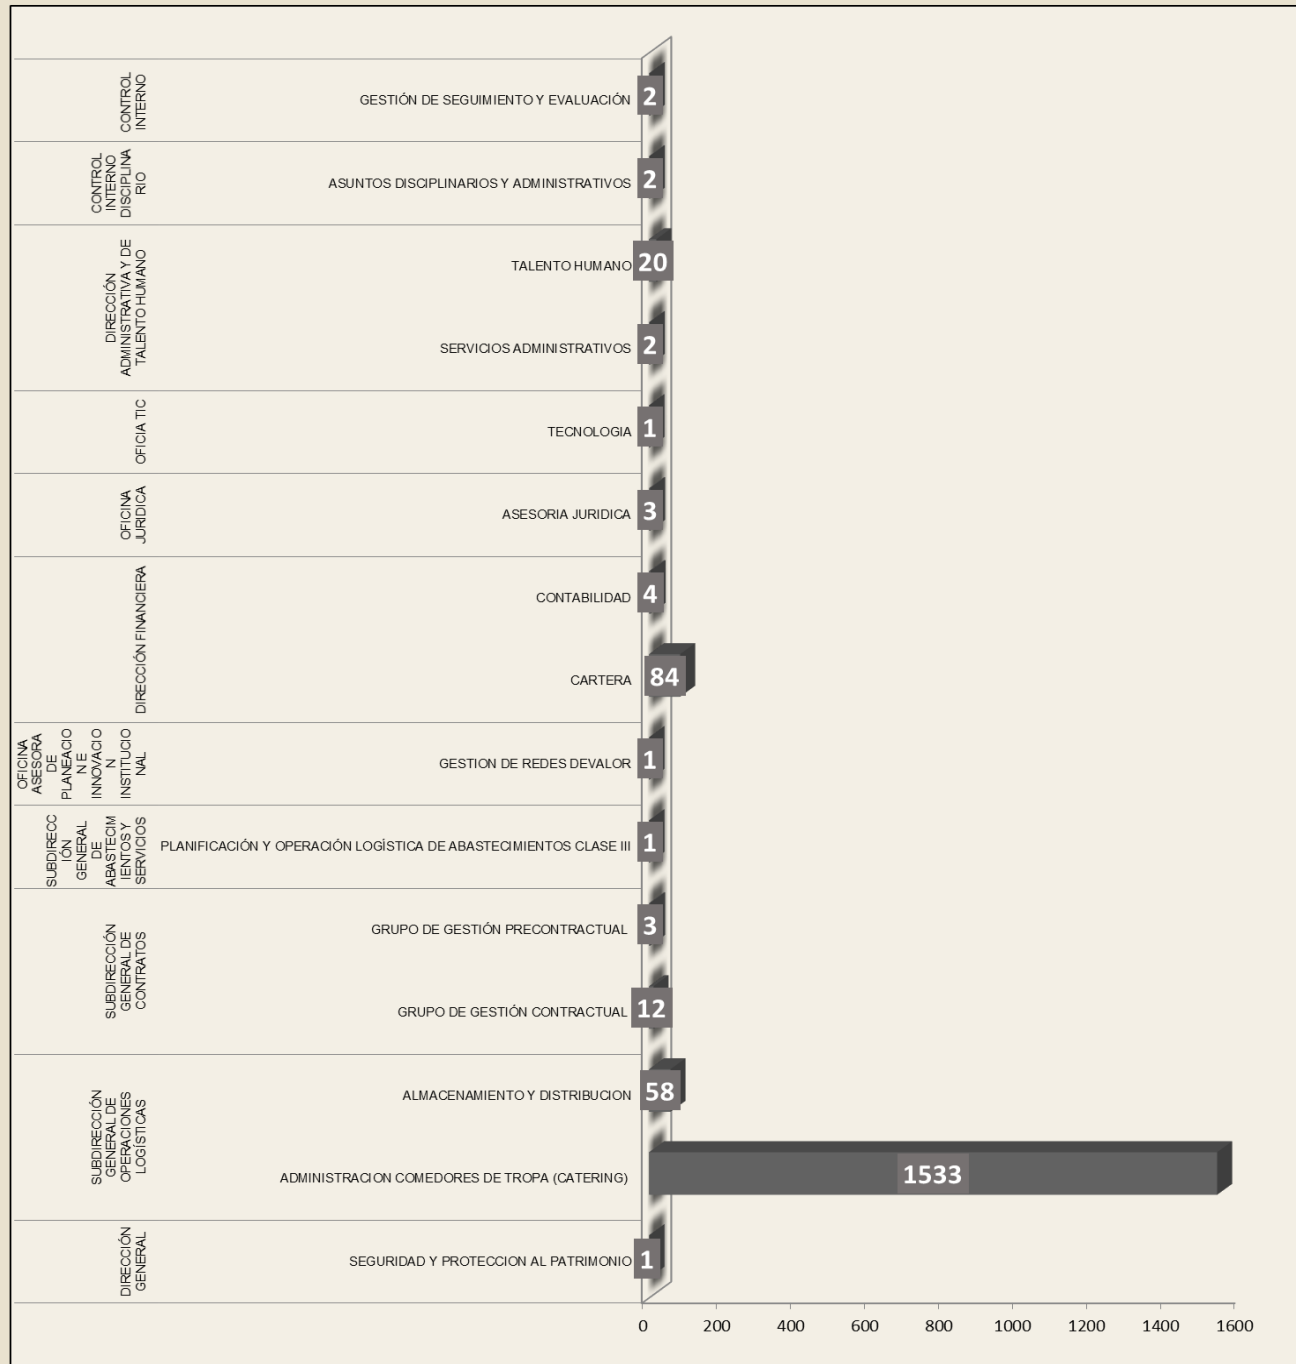 CONTROL
INTERNO
GESTIÓN DE SEGUIMIENTO Y EVALUACIÓN
2
CONTROL
INTERNO
DISCIPLINA
RIO
ASUNTOS DISCIPLINARIOS Y ADMINISTRATIVOS
2
DIRECCIÓN
ADMINISTRATIVA Y DE
TALENTO HUMANO
TALENTO HUMANO
20
SERVICIOS ADMINISTRATIVOS
2
OFICIA TIC
TECNOLOGIA
1
OFICINA
JURIDICA
ASESORIA JURIDICA
3
DIRECCIÓN FINANCIERA
CONTABILIDAD
4
CARTERA
84
OFICINA
ASESORA
DE
PLANEACIO
N E
INNOVACIO
N
INSTITUCIO
NAL
GESTION DE REDES DEVALOR
1
SUBDIRECC
IÓN
GENERAL
DE
ABASTECIM
IENTOS Y
SERVICIOS
PLANIFICACIÓN Y OPERACIÓN LOGÍSTICA DE ABASTECIMIENTOS CLASE III
1
SUBDIRECCIÓN
GENERAL DE
CONTRATOS
GRUPO DE GESTIÓN PRECONTRACTUAL
3
GRUPO DE GESTIÓN CONTRACTUAL
12
SUBDIRECCIÓN
GENERAL DE
OPERACIONES
LOGÍSTICAS
ALMACENAMIENTO Y DISTRIBUCION
58
ADMINISTRACION COMEDORES DE TROPA (CATERING)
1533
DIRECCIÓN
GENERAL
SEGURIDAD Y PROTECCION AL PATRIMONIO
1
0 200 400 600 800 1000 1200 1400 1600